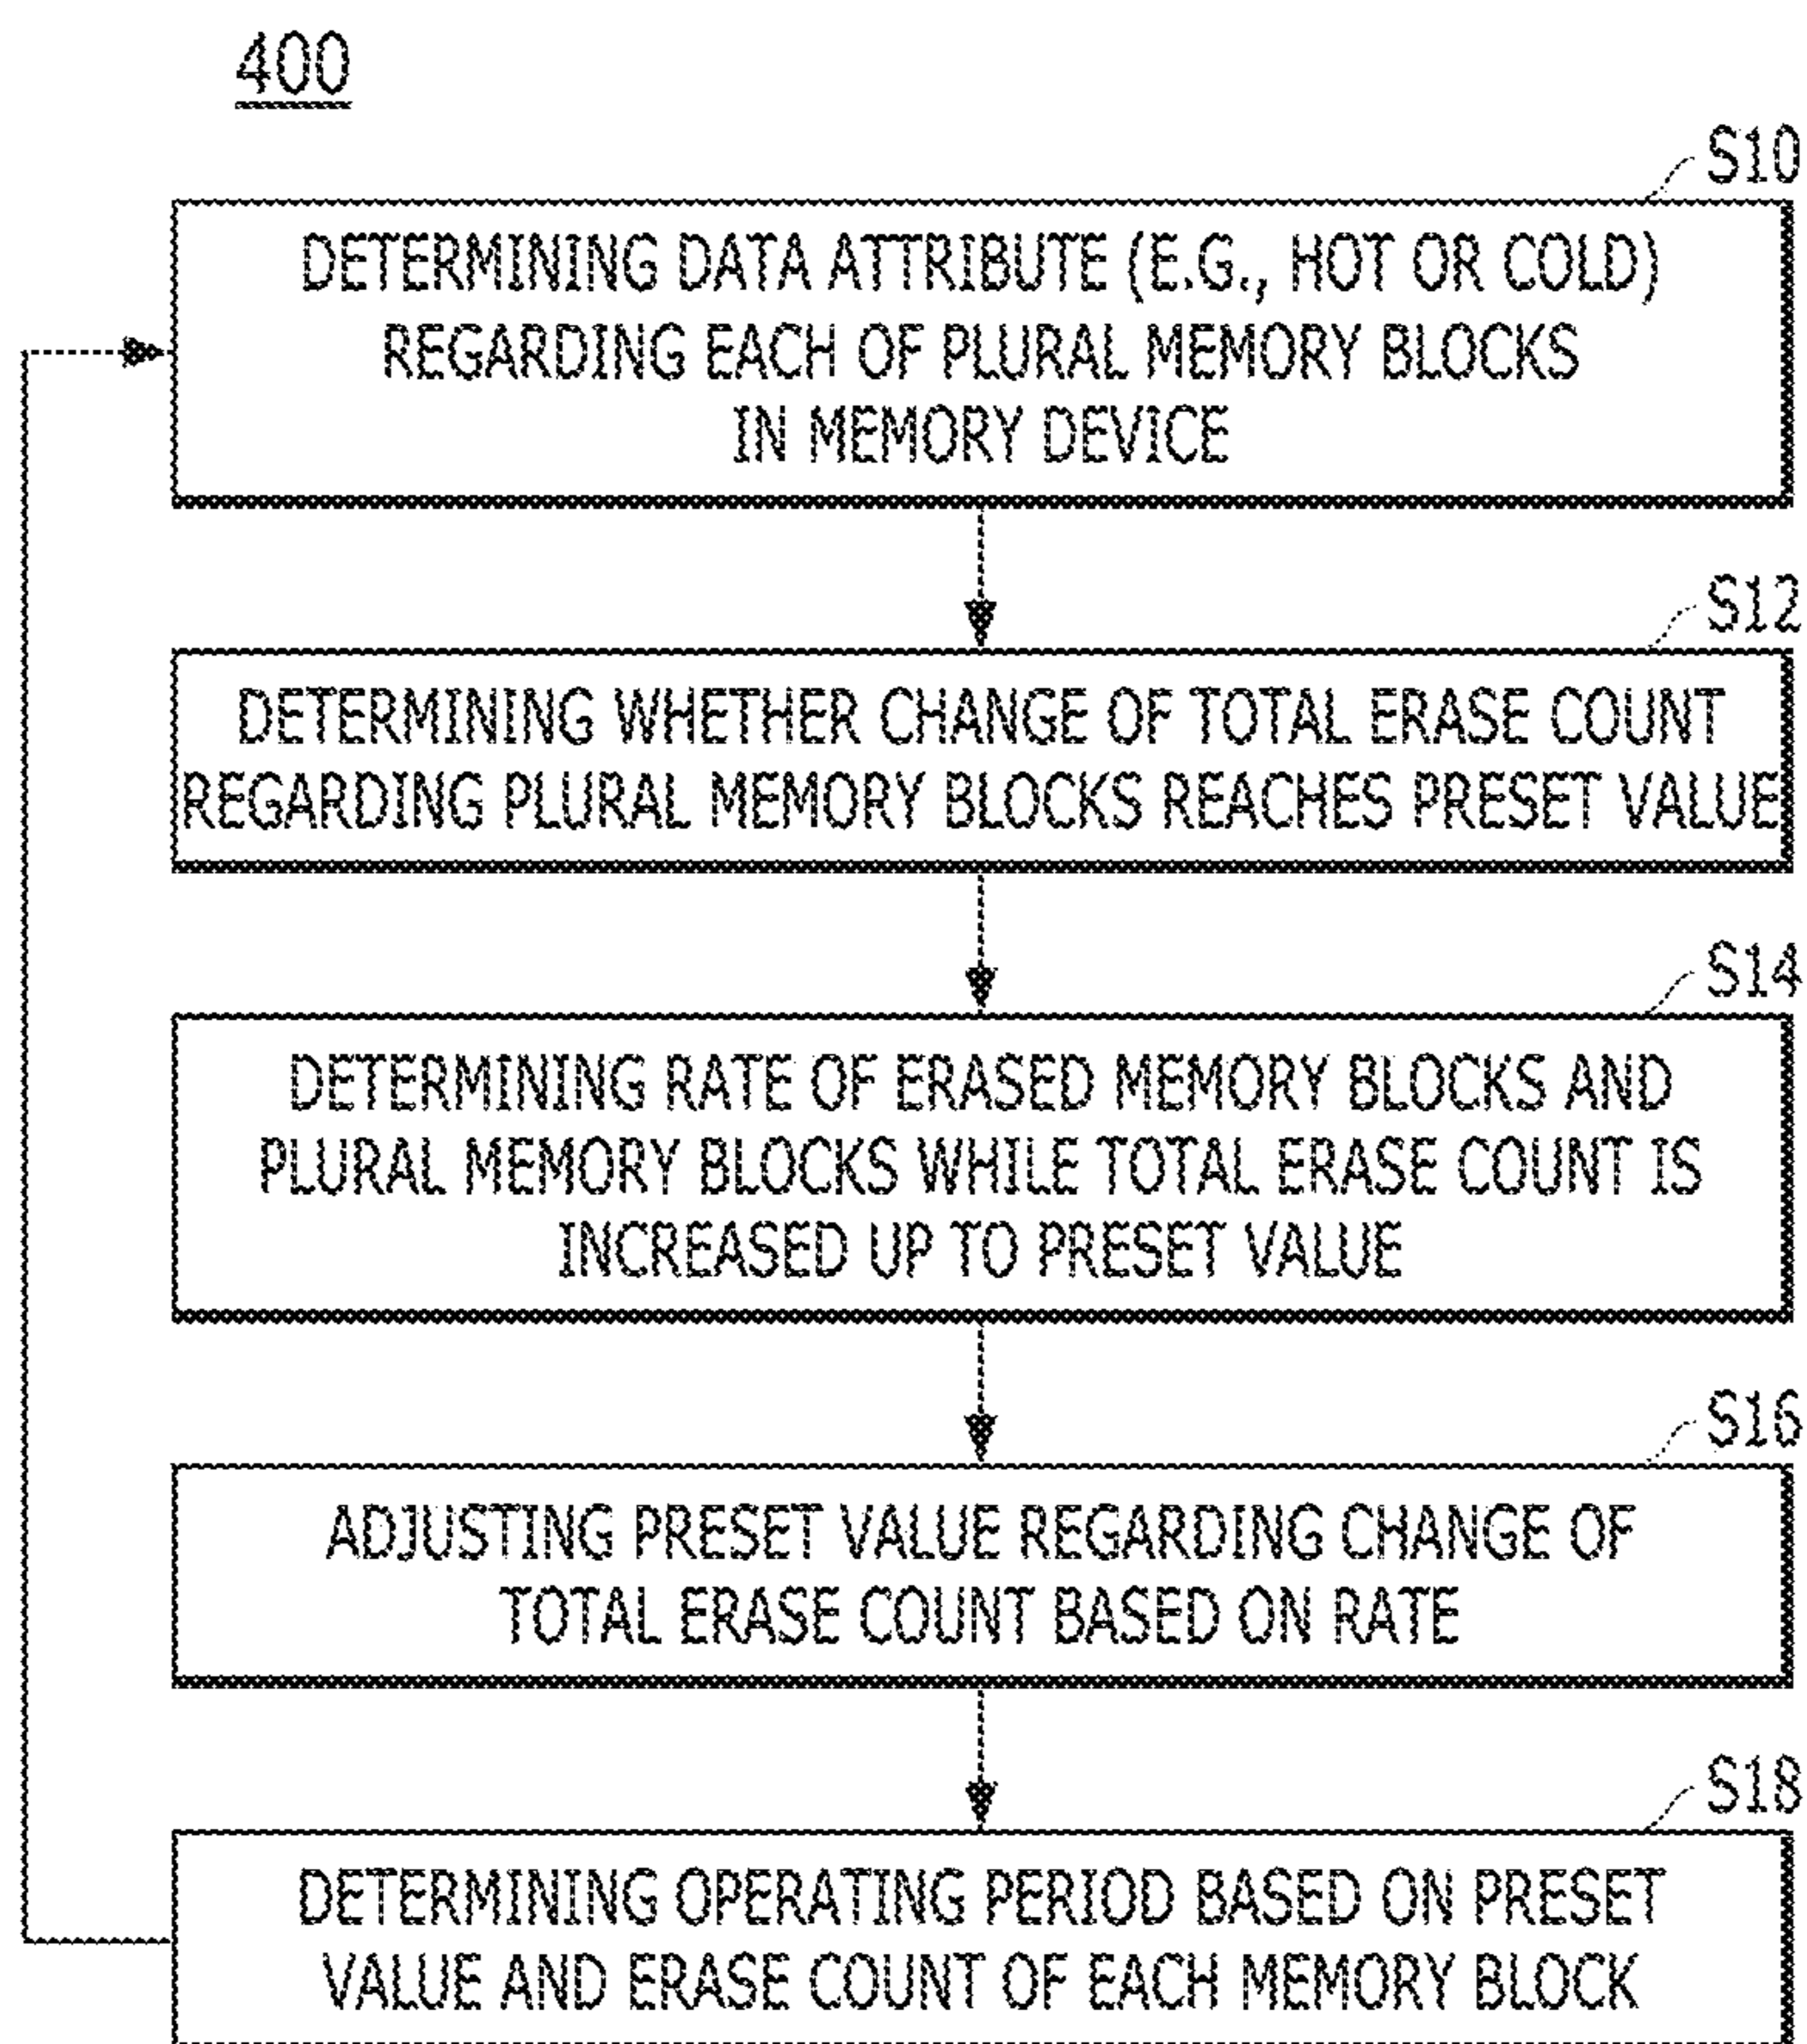 400
S10
DETERMINING DATA ATTRIBUTE (E.G., HOT OR COLD)
REGARDING EACH OF PLURAL MEMORY BLOCKS
IN MEMORY DEVICE
S12
DETERMINING WHETHER CHANGE OF TOTAL ERASE COUNT
REGARDING PLURAL MEMORY BLOCKS REACHES PRESET VALUE
S14
DETERMINING RATE OF ERASED MEMORY BLOCKS AND
PLURAL MEMORY BLOCKS WHILE TOTAL ERASE COUNT IS
INCREASED UP TO PRESET VALUE
S16
ADJUSTING PRESET VALUE REGARDING CHANGE OF
TOTAL ERASE COUNT BASED ON RATE
S18
DETERMINING OPERATING PERIOD BASED ON PRESET
VALUE AND ERASE COUNT OF EACH MEMORY BLOCK